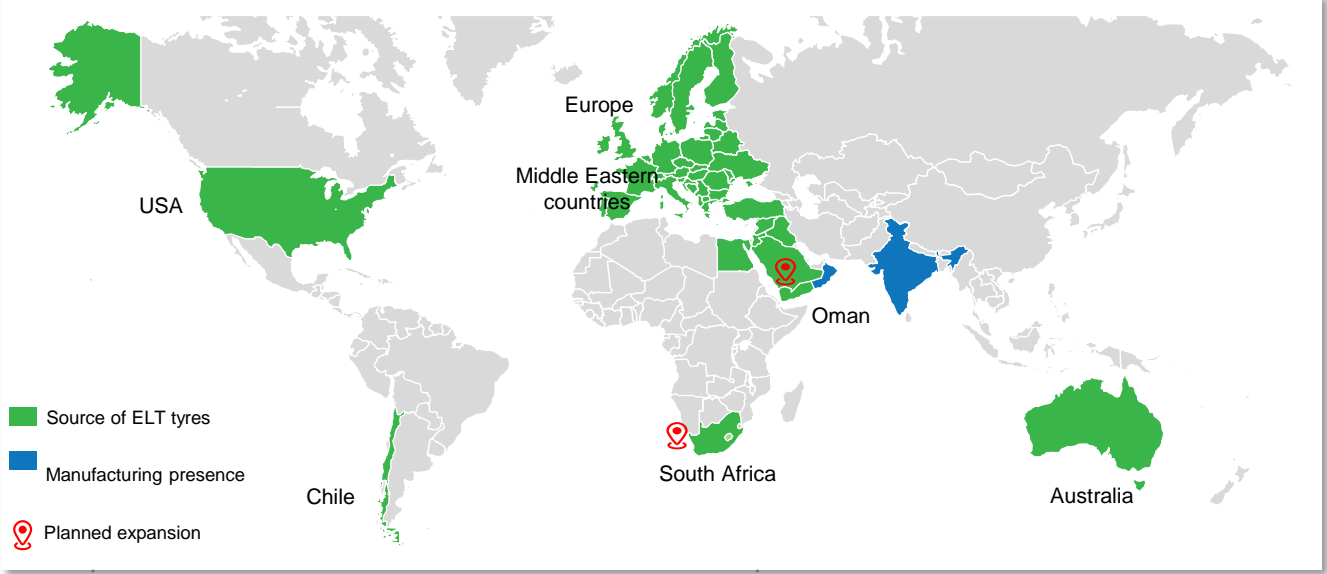 Europe
Middle Eastern
countries
USA
Oman
Source of ELT tyres
Manufacturing presence
South Africa
Chile
Australia
Planned expansion